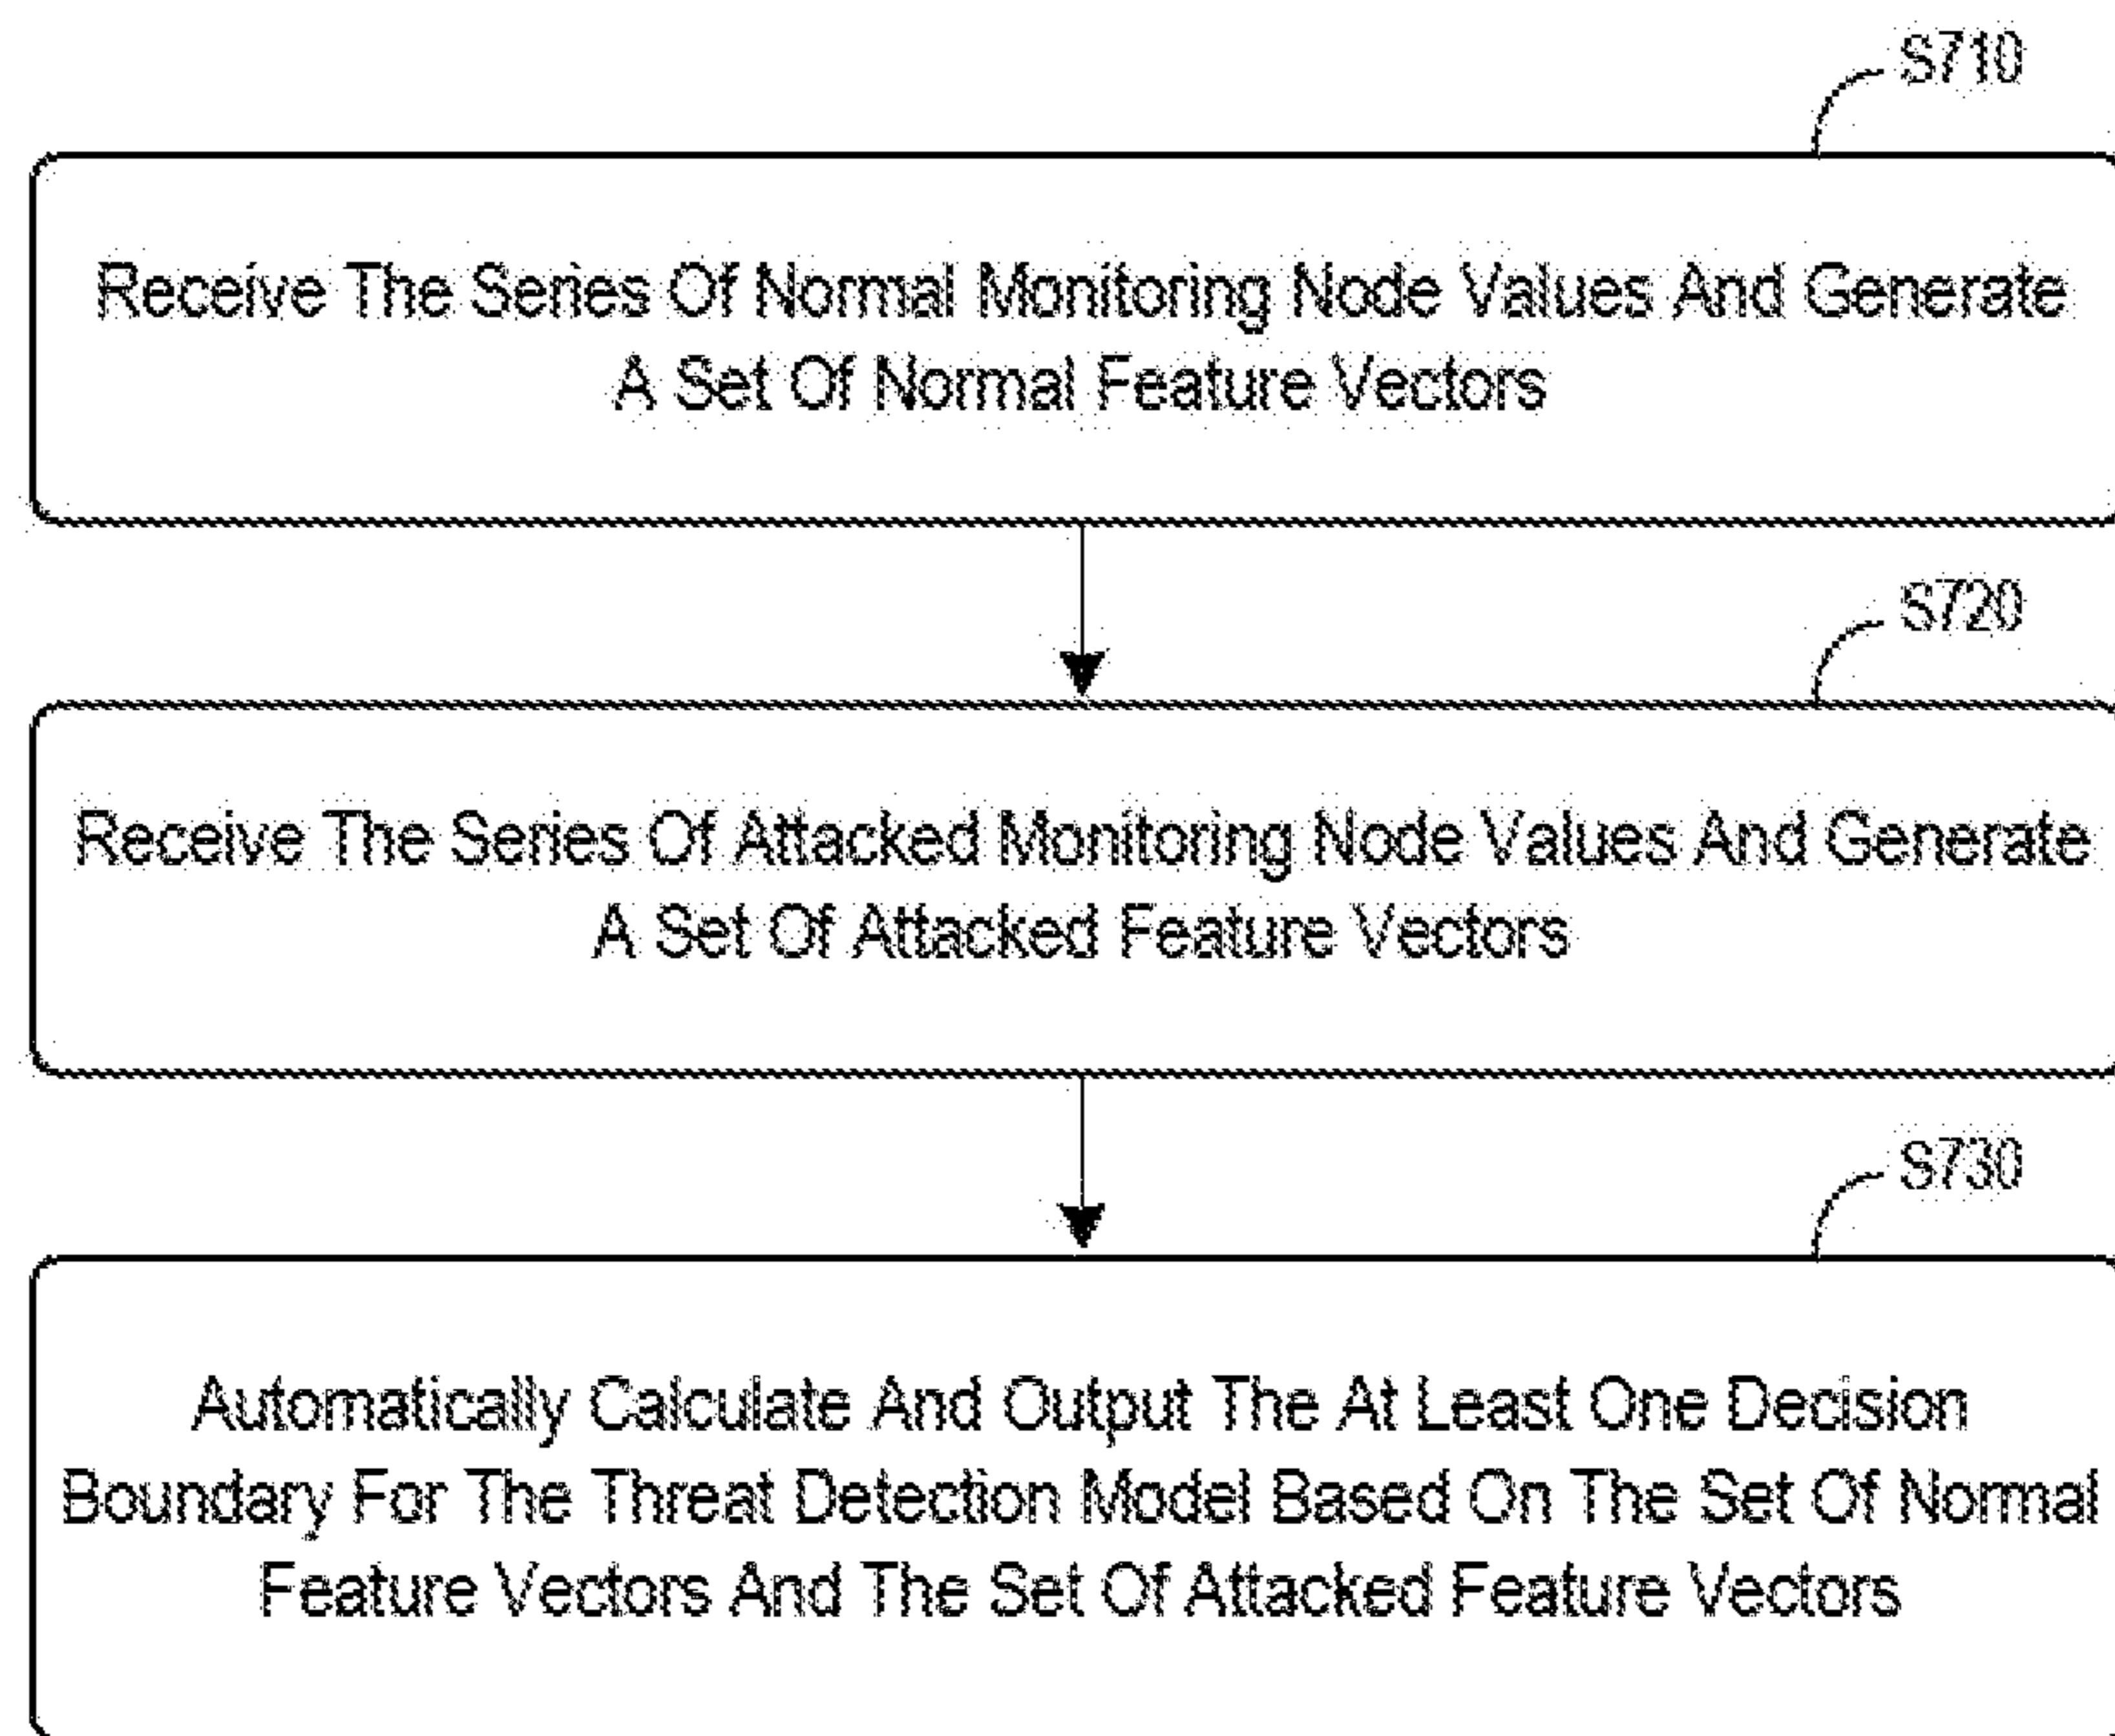 S710
Receive The Series Of Normal Monitoring Node Values And Generate
A Set Of Normal Feature Vectors
S720
Receive The Series Of Attacked Monitoring Node Values And Generate
A Set Of Attacked Feature Vectors
S730
Automatically Calculate And Output The At Least One Decision
Boundary For The Threat Detection Model Based On The Set Of Normal
Feature Vectors And The Set Of Attacked Feature Vectors